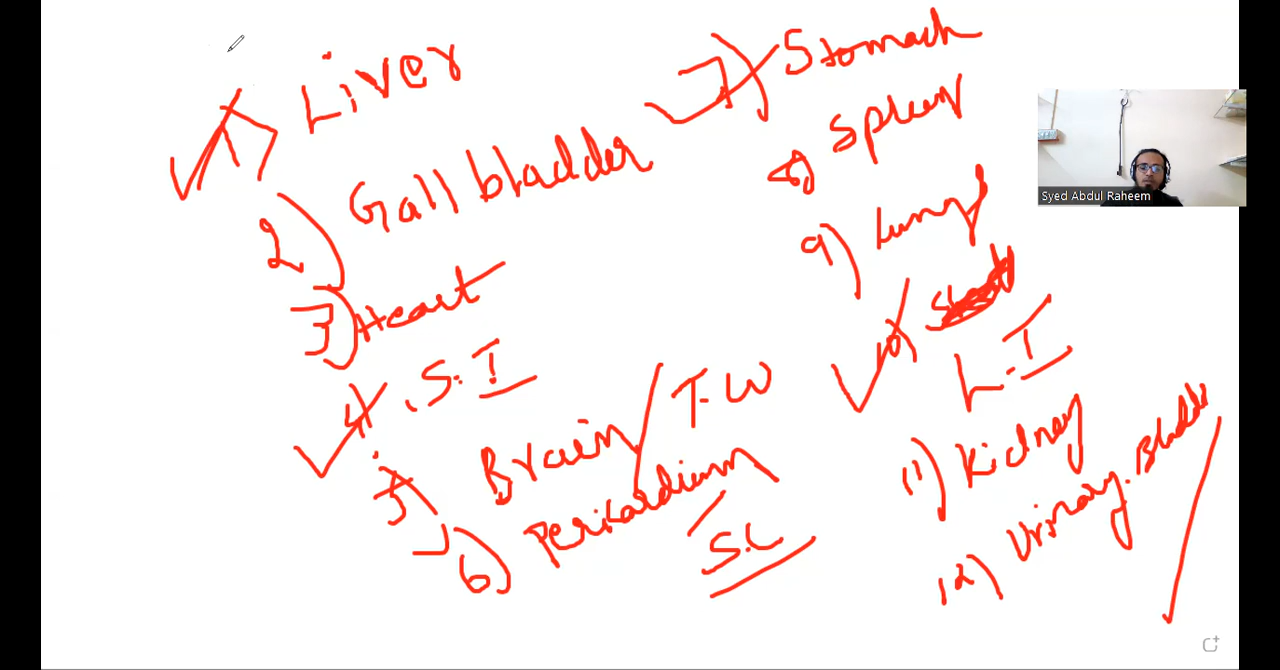 1) Liver
2) Gall bladder
3) Heart
4) S.I
5) Brain / T.W
6) Pericardium
S.C
7) Stomach
8) Spleen
9) Lungs
10)
L.I
11) Kidney
12) Urinary. Bladder
Syed Abdul Raheem